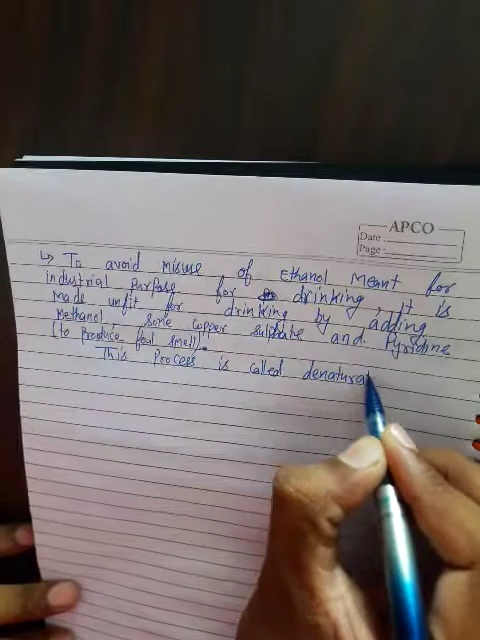 APCO
Date :
Page :
↳ To avoid misuse of Ethanol meant for
industrial purpase for drinking, it is
made unfit for drinking by adding
Methanol some copper sulphate and Pyridine
(to produce foul smell).
This Process is called denatura